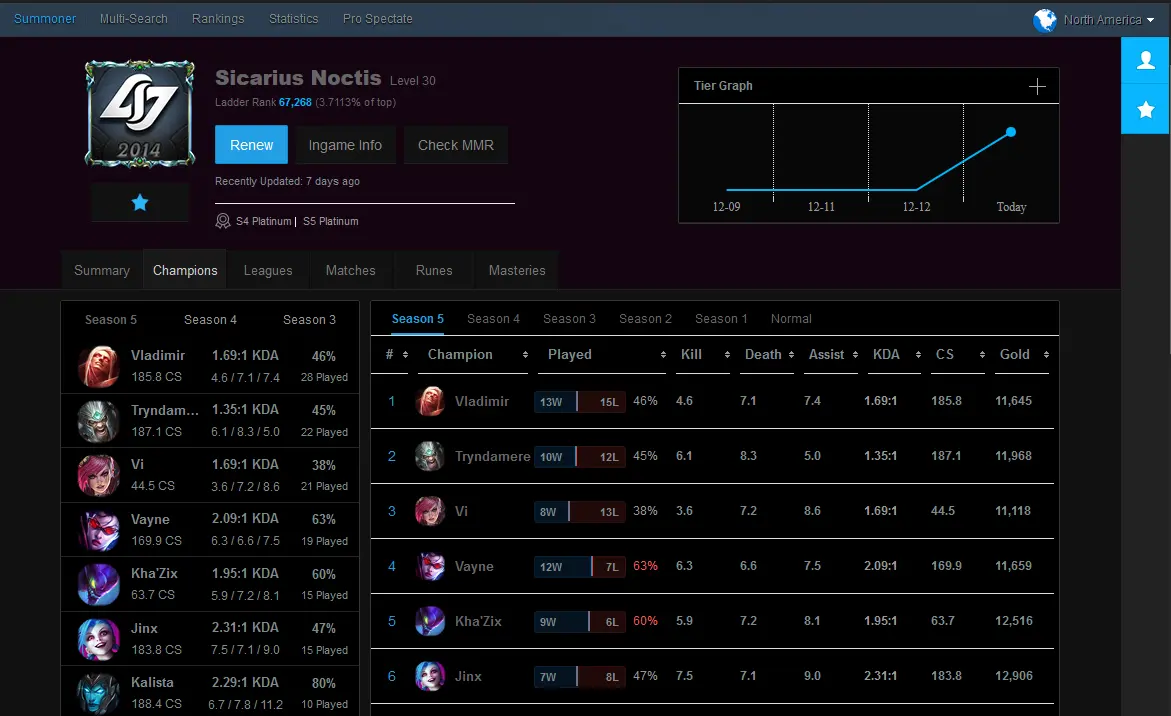 Summoner Multi-Search Rankings Statistics Pro Spectate North America
2014
Sicarius Noctis Level 30
Ladder Rank 67,268 (3.7113% of top)
Renew Ingame Info Check MMR
Recently Updated: 7 days ago
S4 Platinum | S5 Platinum
Tier Graph
12-09 12-11 12-12 Today
Summary Champions Leagues Matches Runes Masteries
Season 5 Season 4 Season 3
Vladimir 1.69:1 KDA 46%
185.8 CS 4.6 / 7.1 / 7.4 28 Played
Tryndam... 1.35:1 KDA 45%
187.1 CS 6.1 / 8.3 / 5.0 22 Played
Vi 1.69:1 KDA 38%
44.5 CS 3.6 / 7.2 / 8.6 21 Played
Vayne 2.09:1 KDA 63%
169.9 CS 6.3 / 6.6 / 7.5 19 Played
Kha'Zix 1.95:1 KDA 60%
63.7 CS 5.9 / 7.2 / 8.1 15 Played
Jinx 2.31:1 KDA 47%
183.8 CS 7.5 / 7.1 / 9.0 15 Played
Kalista 2.29:1 KDA 80%
188.4 CS 6.7 / 7.8 / 11.2 10 Played
Season 5 Season 4 Season 3 Season 2 Season 1 Normal
# Champion Played Kill Death Assist KDA CS Gold
1 Vladimir 13W 15L 46% 4.6 7.1 7.4 1.69:1 185.8 11,645
2 Tryndamere 10W 12L 45% 6.1 8.3 5.0 1.35:1 187.1 11,968
3 Vi 8W 13L 38% 3.6 7.2 8.6 1.69:1 44.5 11,118
4 Vayne 12W 7L 63% 6.3 6.6 7.5 2.09:1 169.9 11,659
5 Kha'Zix 9W 6L 60% 5.9 7.2 8.1 1.95:1 63.7 12,516
6 Jinx 7W 8L 47% 7.5 7.1 9.0 2.31:1 183.8 12,906